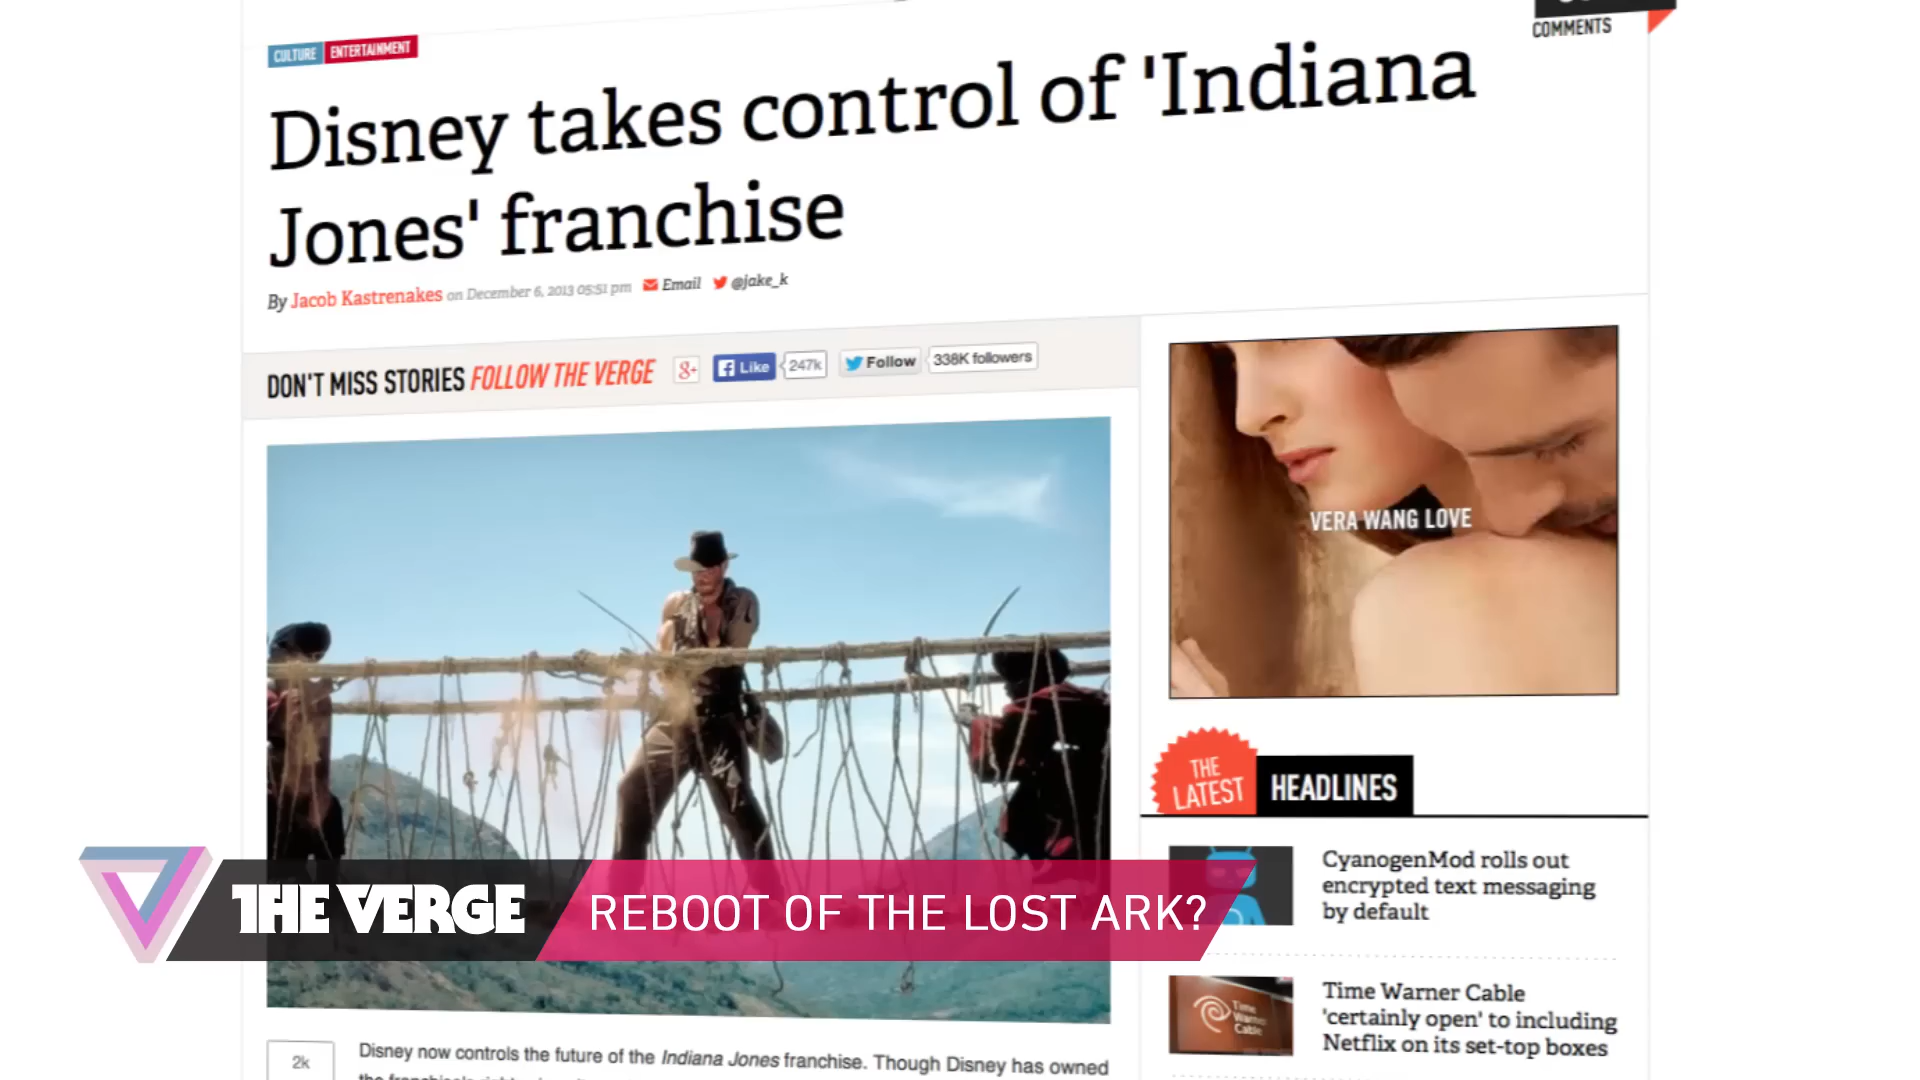 COMMENTS
CULTURE ENTERTAINMENT
Disney takes control of 'Indiana
Jones' franchise
By Jacob Kastrenakes on December 6, 2013 05:51 pm Email @jake_k
DON'T MISS STORIES FOLLOW THE VERGE 8+ Like 247k Follow 338K followers
VERA WANG LOVE
THE
LATEST
HEADLINES
CyanogenMod rolls out
encrypted text messaging
by default
THE VERGE REBOOT OF THE LOST ARK?
Time
Warner
Cable
Time Warner Cable
'certainly open' to including
Netflix on its set-top boxes
2k
Disney now controls the future of the Indiana Jones franchise. Though Disney has owned